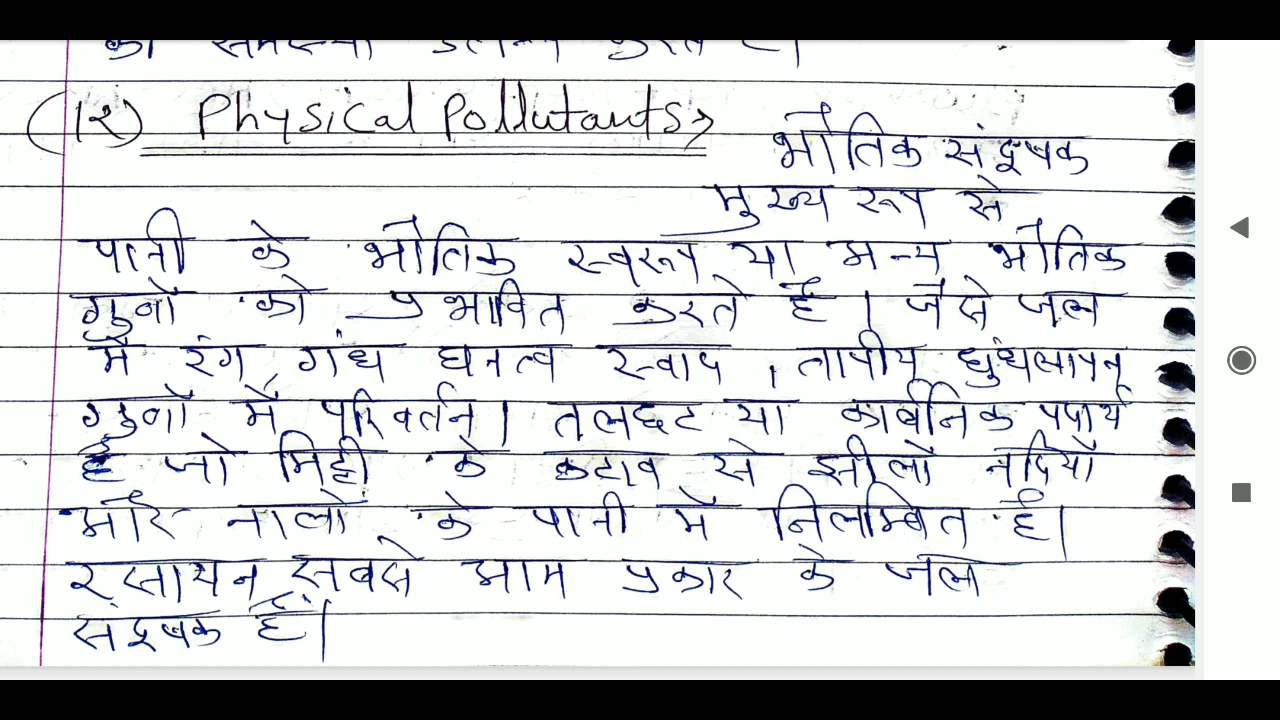 (12) Physical Pollutants→
भौतिक संदूषक
मुख्य रूप से
पानी के भौतिक स्वरूप या अन्य भौतिक
गुणों को प्रभावित करते हैं। जैसे जल
में रंग, गंध घनत्व स्वाद, तापीय धुंधलापन
गुणों में परिवर्तन। तलछट या कार्बनिक पदार्थ
है जो मिट्टी के कटाव से झीलों नदियों
और नालों के पानी में निलम्बित है।
रसायन सबसे आम प्रकार के जल
संदूषक हैं।